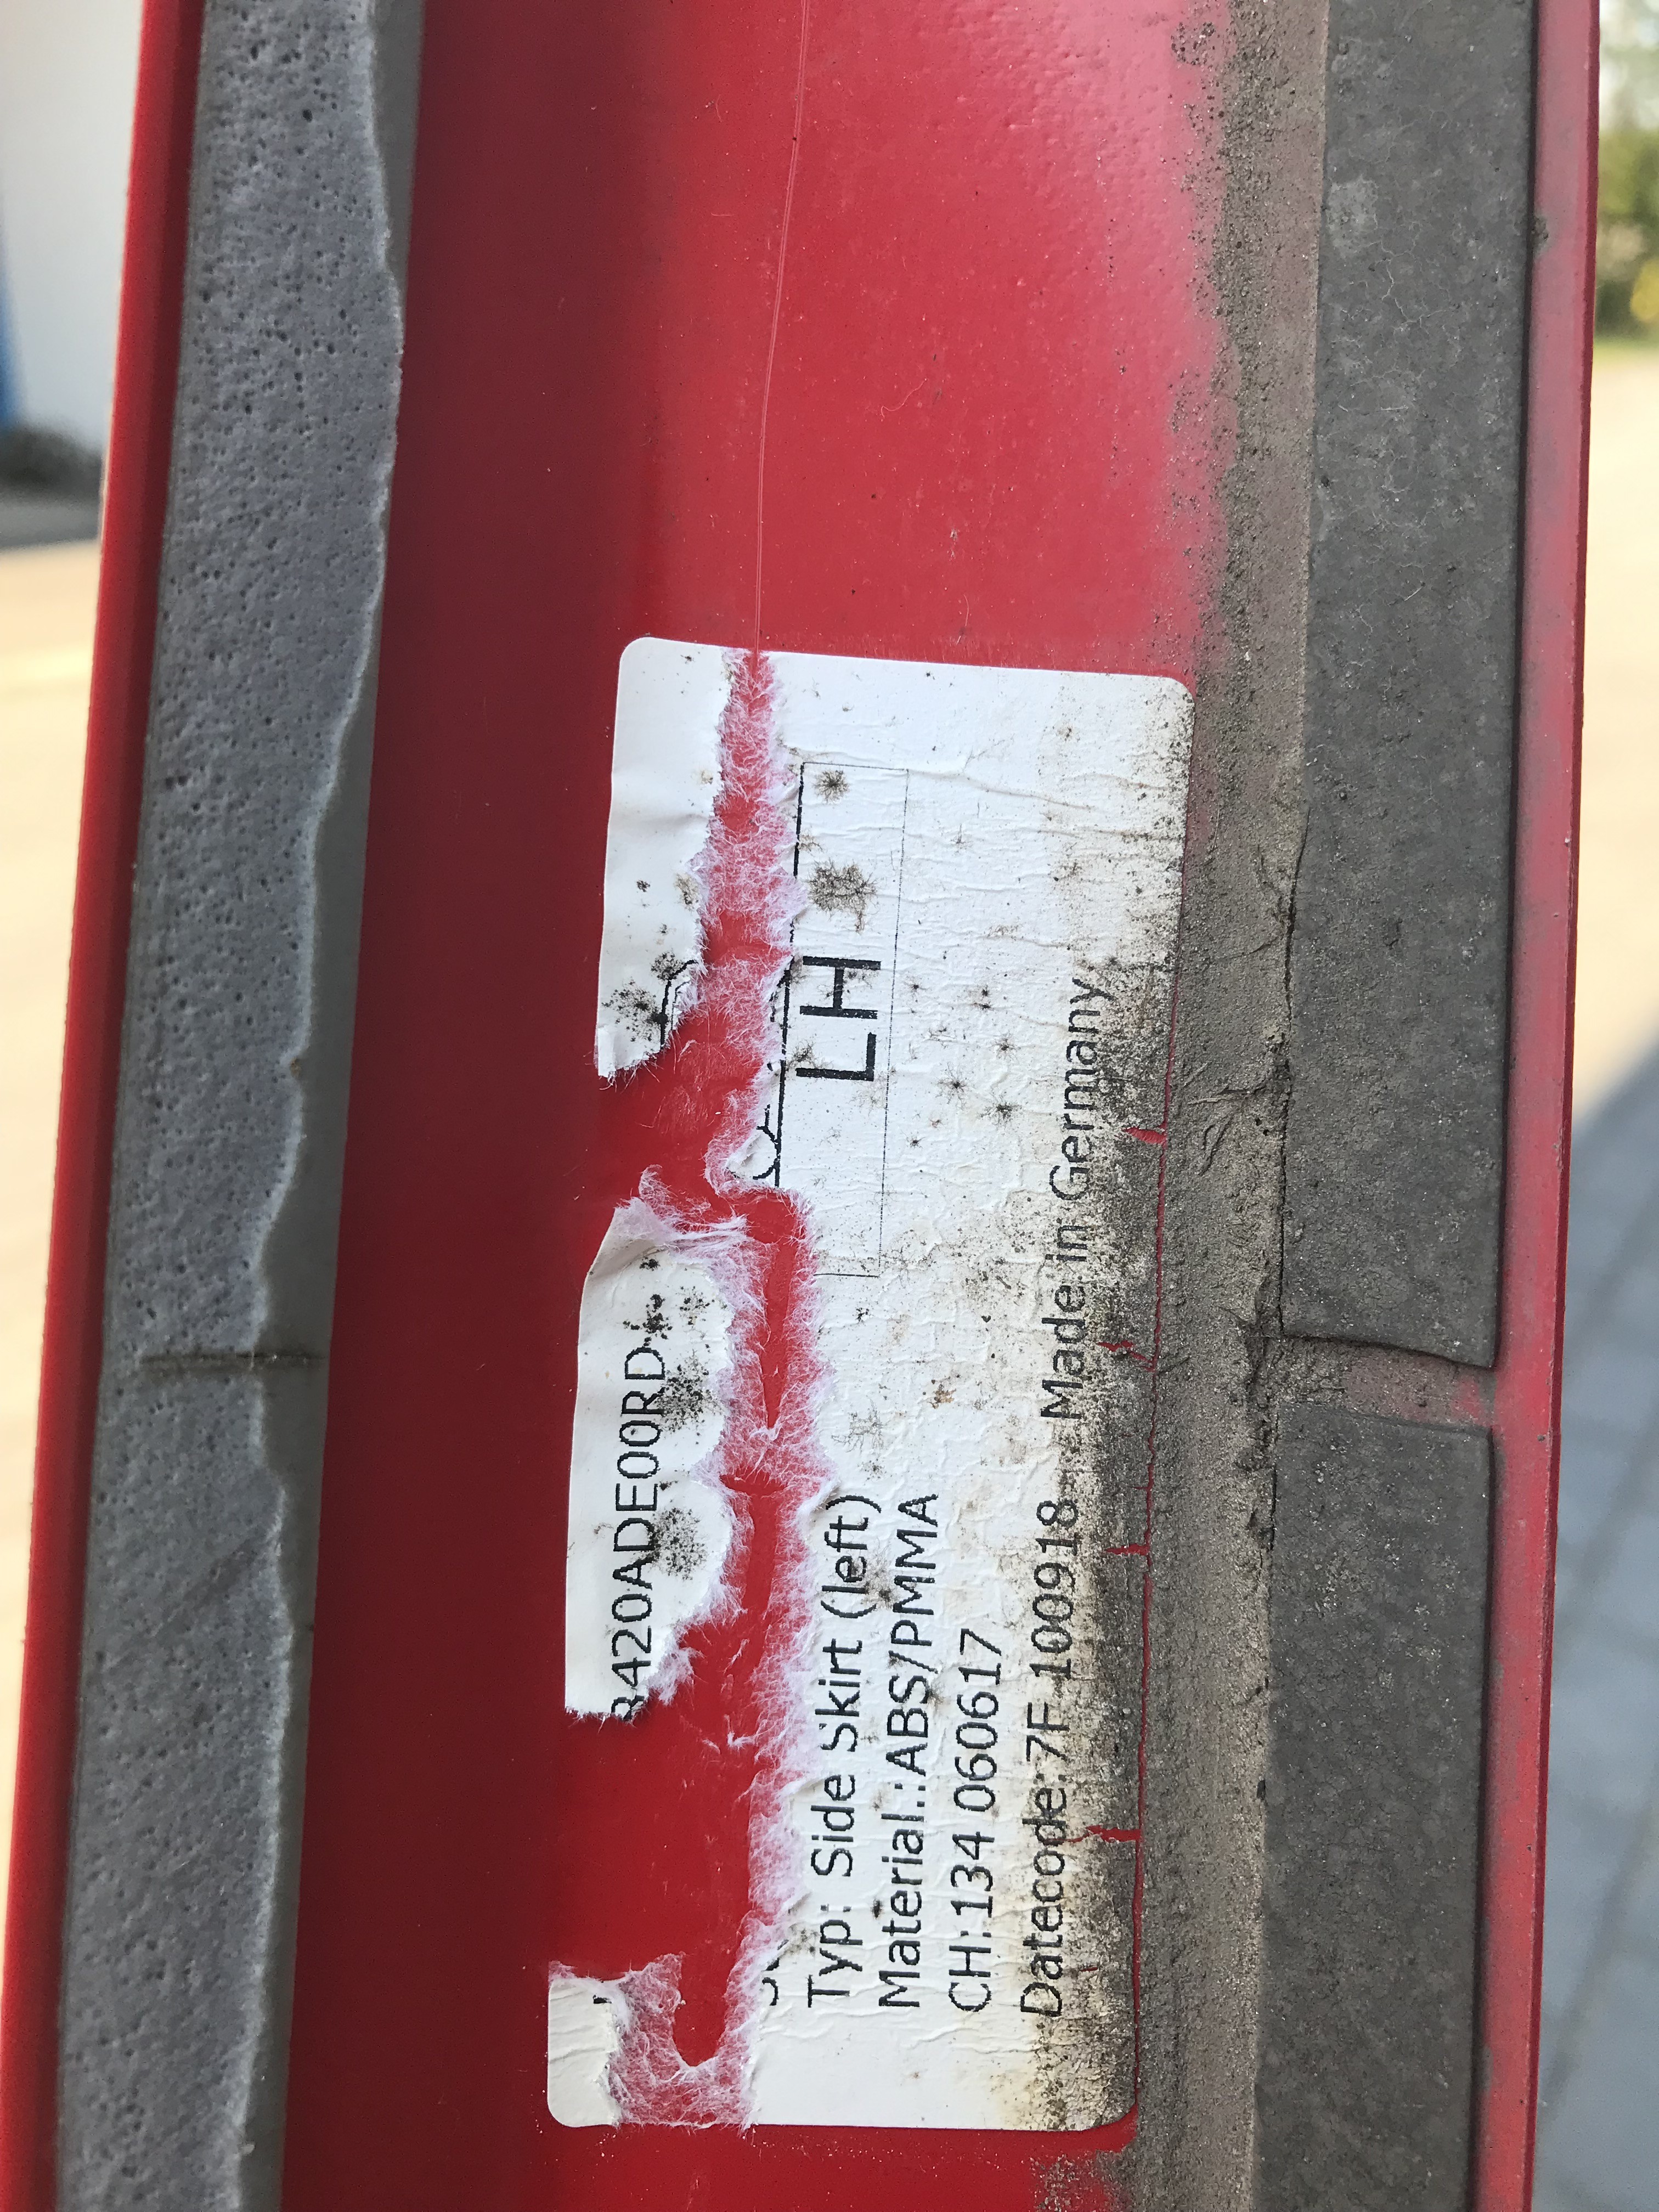 3420ADE00RD
LH
Typ: Side Skirt (left)
Material.:ABS/PMMA
CH:134 060617
Datecode:7F 100918 Made in Germany